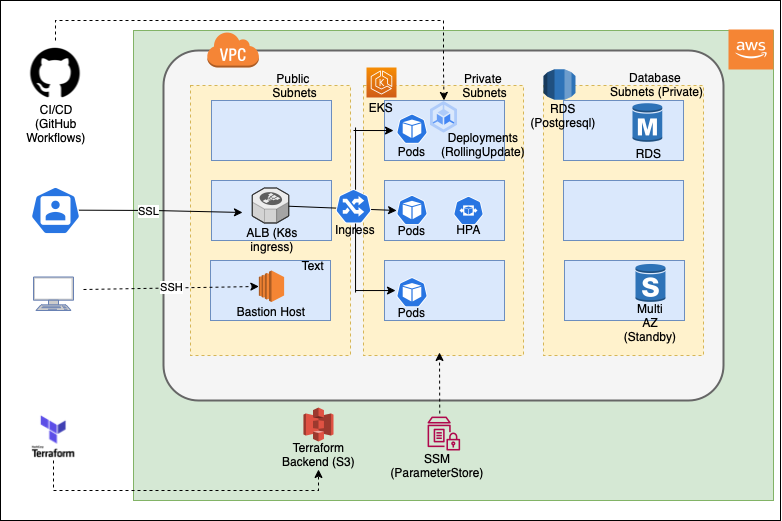 VPC
aws
CI/CD
(GitHub
Workflows)
Public
Subnets
EKS
Private
Subnets
Database
Subnets (Private)
RDS
(Postgresql)
Pods
Deployments
(RollingUpdate)
M
RDS
SSL
ALB (K8s
ingress)
Ingress
Pods
HPA
Text
SSH
Bastion Host
Pods
S
Multi
AZ
(Standby)
Terraform
Terraform
Backend (S3)
SSM
(ParameterStore)